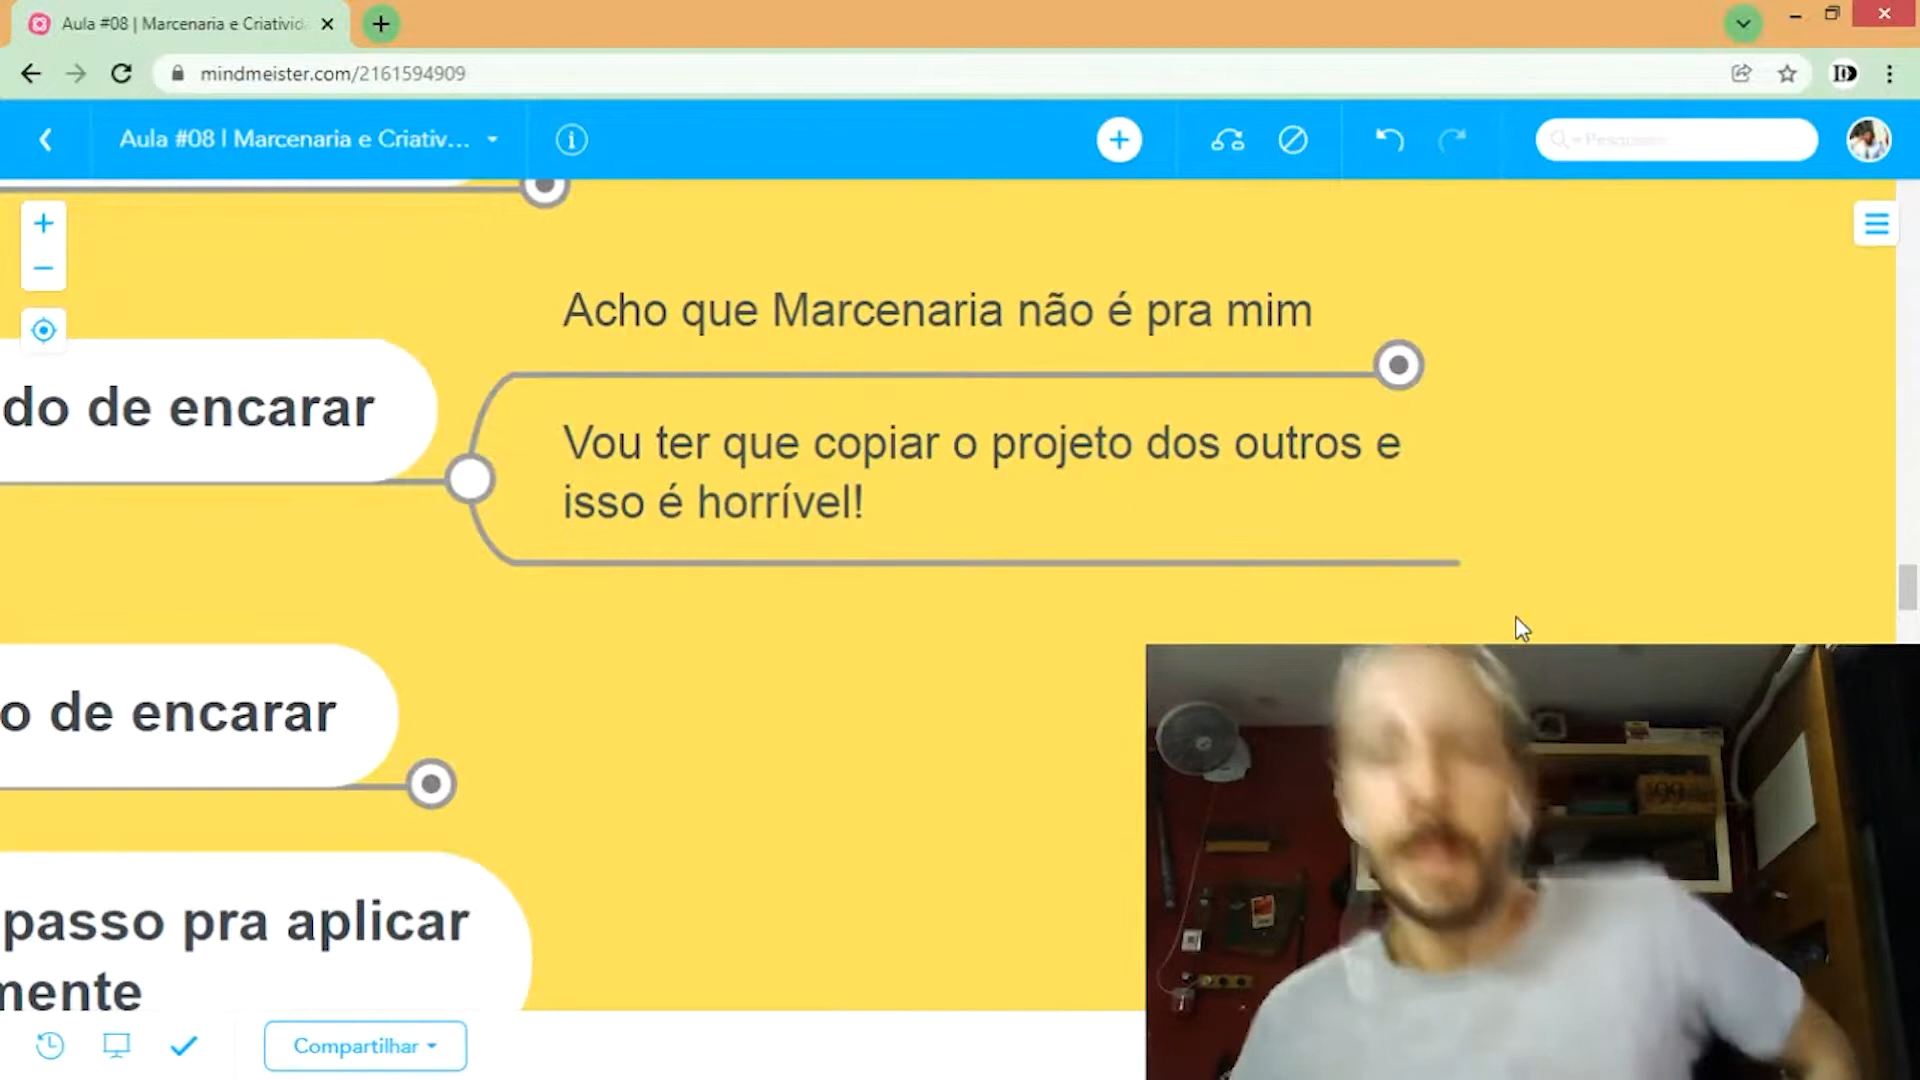 Aula #08 | Marcenaria e Criativid
mindmeister.com/2161594909
Aula #08 | Marcenaria e Criativ...
Pesquisar
Acho que Marcenaria não é pra mim
do de encarar
Vou ter que copiar o projeto dos outros e
isso é horrível!
o de encarar
passo pra aplicar
mente
Compartilhar